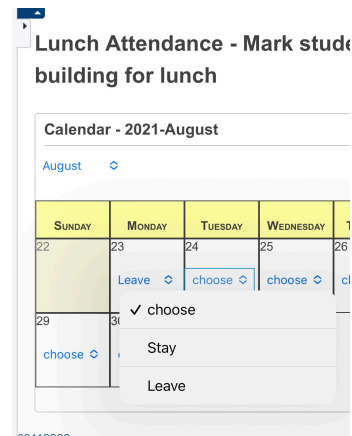 Lunch Attendance - Mark stude
building for lunch
Calendar - 2021-August
August
Sunday Monday Tuesday Wednesday T
22 23 24 25 26
Leave choose choose ch
choose
29 30
Stay
choose
Leave